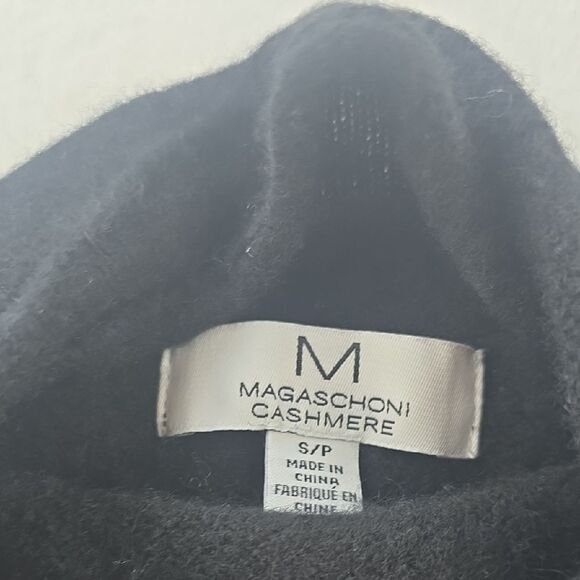 M
MAGASCHONI
CASHMERE
S/P
MADE IN
CHINA
FABRIQUÉ EN
CHINE